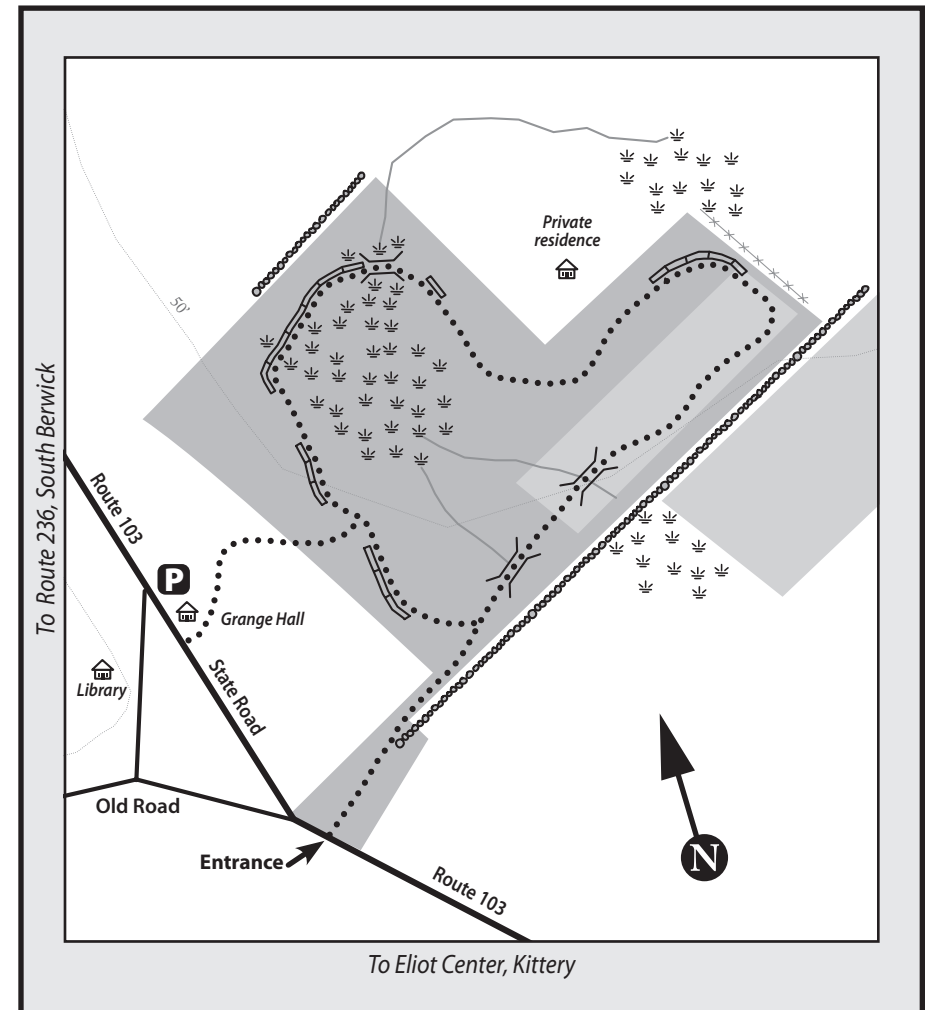 Private
residence
50'
To Route 236, South Berwick
Route 103
P
Grange Hall
State Road
Library
Old Road
Entrance
N
Route 103
To Eliot Center, Kittery